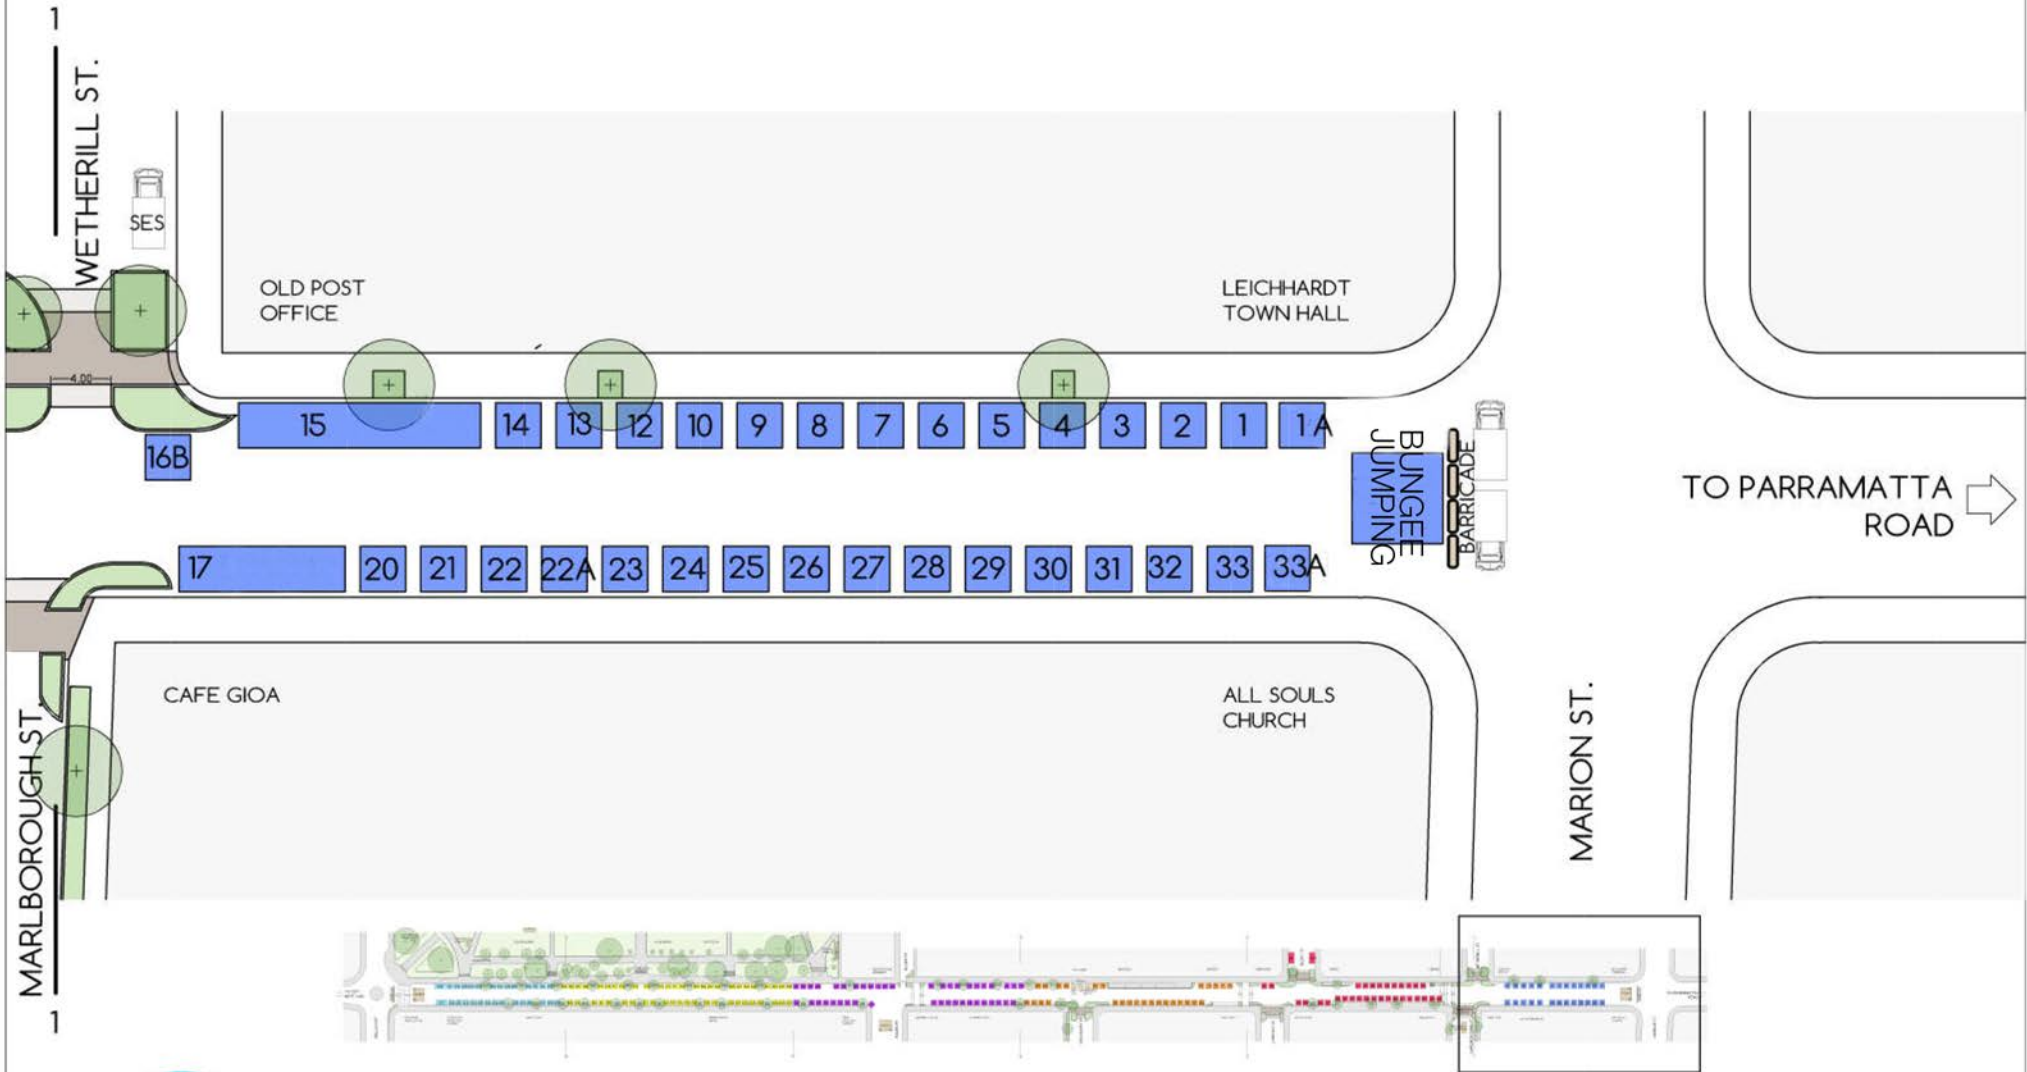 1
WETHERILL ST.
SES
OLD POST
OFFICE
LEICHHARDT
TOWN HALL
4.00
15
14
13
12
10
9
8
7
6
5
4
3
2
1
1A
16B
BUNGEE
JUMPING
BARRICADE
TO PARRAMATTA
ROAD
17
20
21
22
22A
23
24
25
26
27
28
29
30
31
32
33
33A
CAFE GIOA
ALL SOULS
CHURCH
MARLBOROUGH ST.
MARION ST.
1